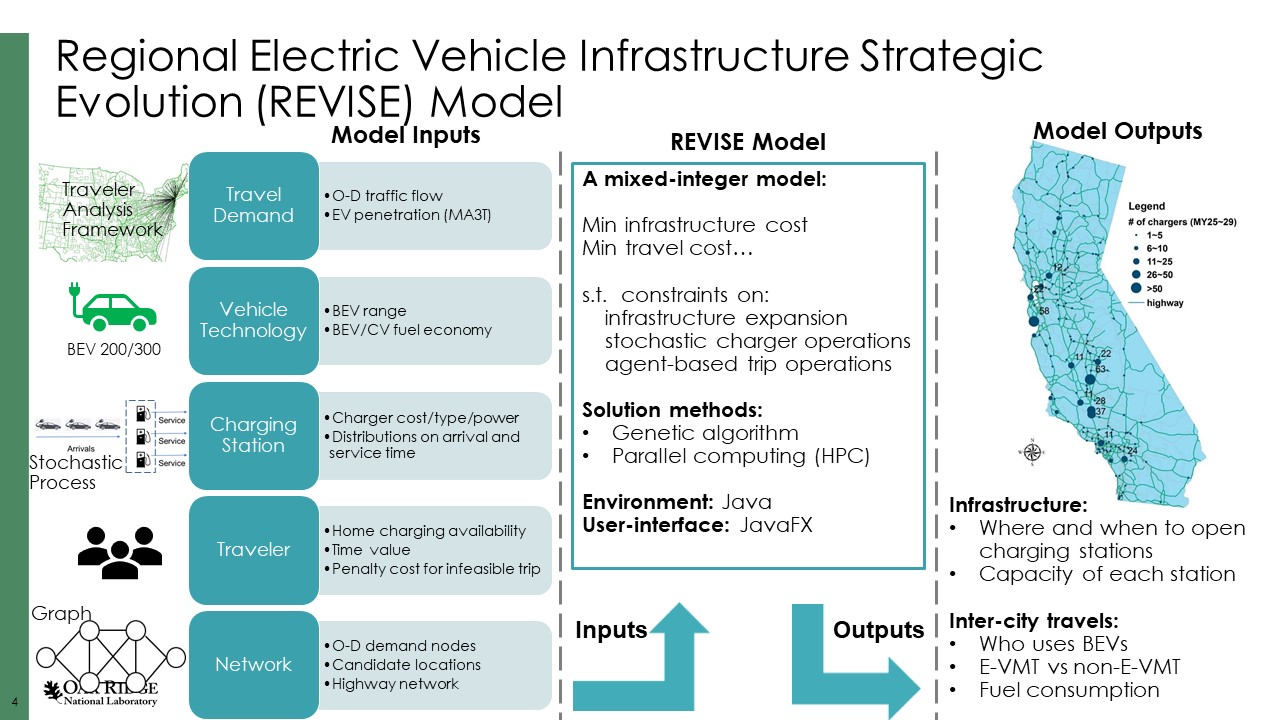 Regional Electric Vehicle Infrastructure Strategic
Evolution (REVISE) Model
Model Inputs
Traveler
Analysis
Framework
Travel
Demand
•O-D traffic flow
•EV penetration (MA3T)
BEV 200/300
Vehicle
Technology
•BEV range
•BEV/CV fuel economy
Arrivals
Service
Service
Service
Stochastic
Process
Charging
Station
•Charger cost/type/power
•Distributions on arrival and
service time
Traveler
•Home charging availability
•Time value
•Penalty cost for infeasible trip
Graph
Network
•O-D demand nodes
•Candidate locations
•Highway network
OAK RIDGE
National Laboratory
4
REVISE Model
A mixed-integer model:
Min infrastructure cost
Min travel cost…
s.t. constraints on:
infrastructure expansion
stochastic charger operations
agent-based trip operations
Solution methods:
• Genetic algorithm
• Parallel computing (HPC)
Environment: Java
User-interface: JavaFX
Inputs
Outputs
Model Outputs
Legend
# of chargers (MY25~29)
1~5
6~10
11~25
26~50
>50
highway
12
58
11
22
63
11
28
37
11
24
N
W
E
S
Infrastructure:
• Where and when to open
charging stations
• Capacity of each station
Inter-city travels:
• Who uses BEVs
• E-VMT vs non-E-VMT
• Fuel consumption